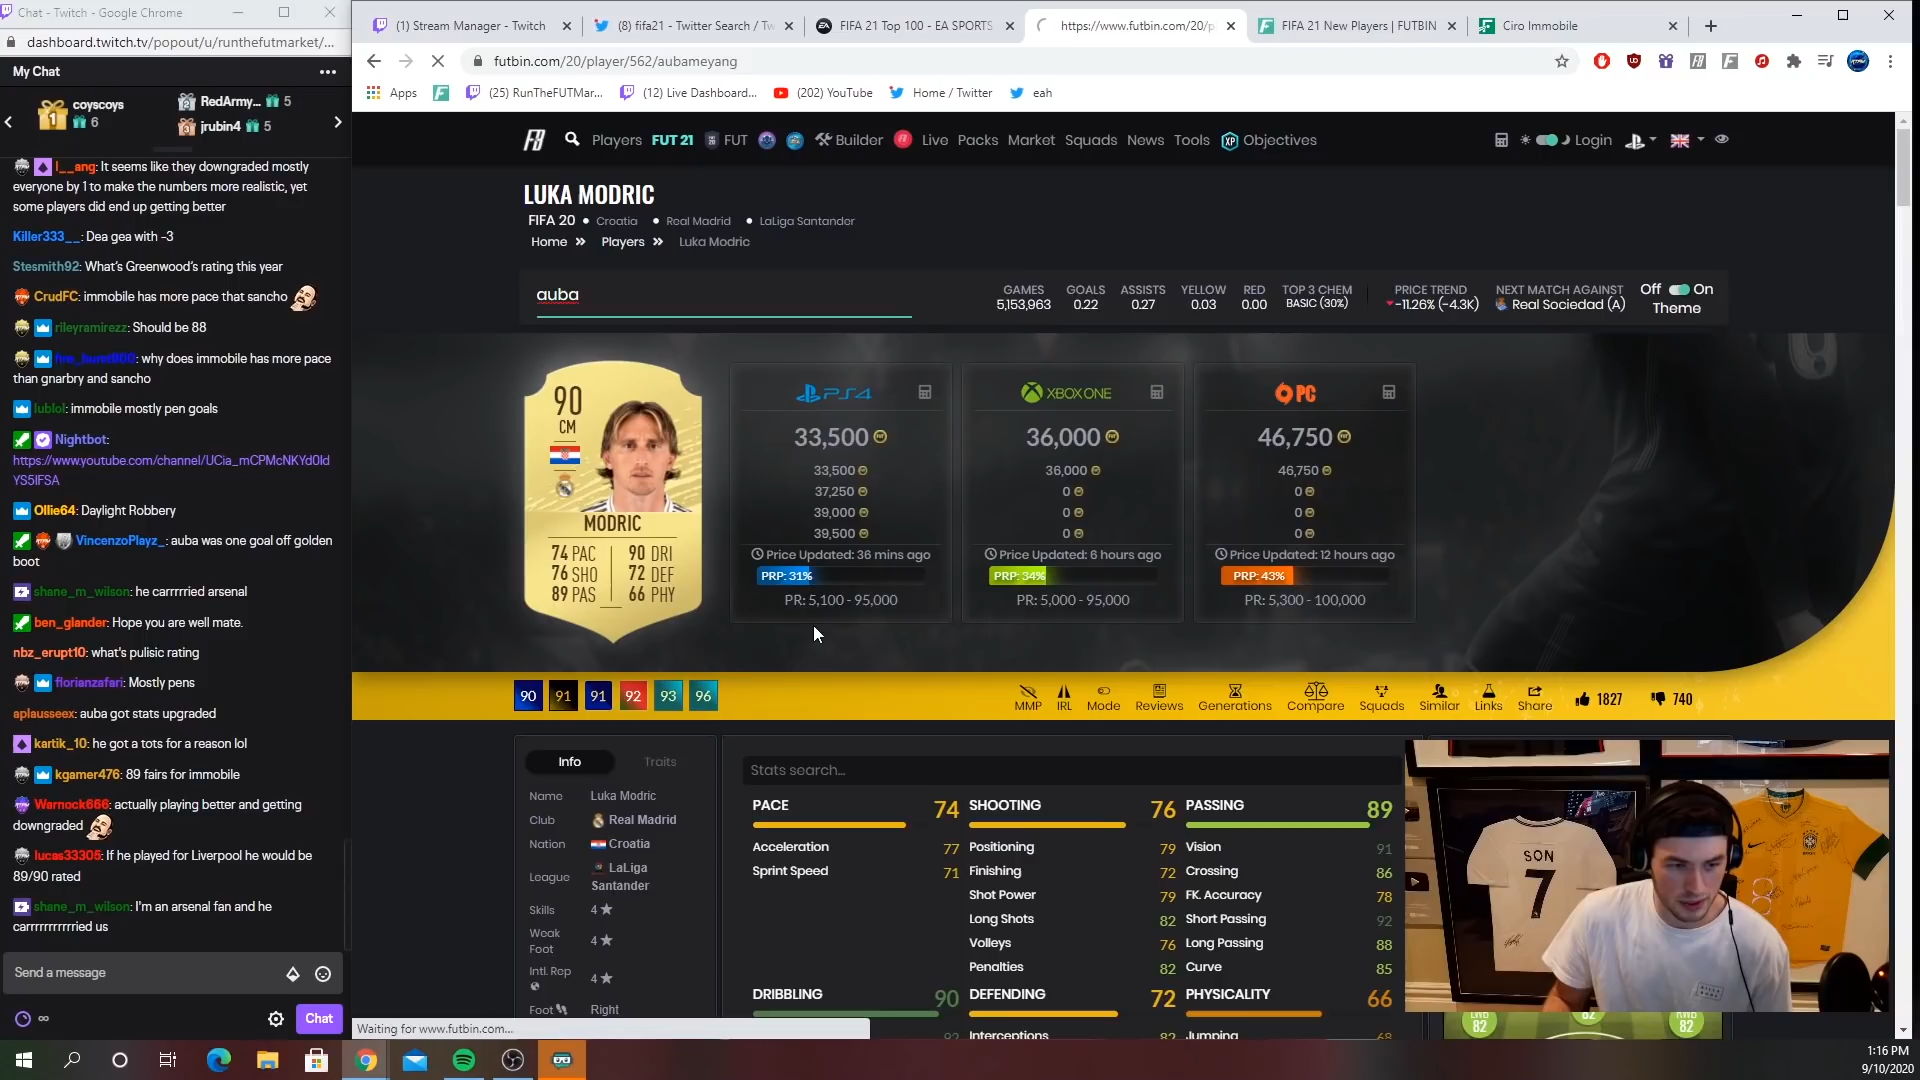 Chat - Twitch - Google Chrome
dashboard.twitch.tv/popout/u/runthefutmarket/...
My Chat
coyscoys
6
RedArmy... 5
jrubin4 5
l__ang: It seems like they downgraded mostly
everyone by 1 to make the numbers more realistic, yet
some players did end up getting better
Killer333__: Dea gea with -3
Stesmith92: What's Greenwood's rating this year
CrudFC: immobile has more pace that sancho
rileyramirezz: Should be 88
why does immobile has more pace
than gnarbry and sancho
lublol: immobile mostly pen goals
Nightbot:
https://www.youtube.com/channel/UCia_mCPMcNKYd0ld
YS5lFSA
Ollie64: Daylight Robbery
VincenzoPlayz_: auba was one goal off golden
boot
shane_m_wilson: he carrrrried arsenal
ben_glander: Hope you are well mate.
nbz_erupt10: what's pulisic rating
florianzafari: Mostly pens
aplausseex: auba got stats upgraded
kartik_10: he got a tots for a reason lol
kgamer476: 89 fairs for immobile
Warnock666: actually playing better and getting
downgraded
lucas33305: If he played for Liverpool he would be
89/90 rated
shane_m_wilson: I'm an arsenal fan and he
carrrrrrrrried us
Send a message
Chat
(1) Stream Manager - Twitch
(8) fifa21 - Twitter Search / Tw
FIFA 21 Top 100 - EA SPORTS
https://www.futbin.com/20/p
FIFA 21 New Players | FUTBIN
Ciro Immobile
futbin.com/20/player/562/aubameyang
Apps
(25) RunTheFUTMar...
(12) Live Dashboard...
(202) YouTube
Home / Twitter
eah
Players
FUT 21
FUT
Builder
Live
Packs
Market
Squads
News
Tools
Objectives
Login
LUKA MODRIC
FIFA 20 • Croatia • Real Madrid • LaLiga Santander
Home » Players » Luka Modric
auba
GAMES
5,153,963
GOALS
0.22
ASSISTS
0.27
YELLOW
0.03
RED
0.00
TOP 3 CHEM
BASIC (30%)
PRICE TREND
-11.26% (-4.3K)
NEXT MATCH AGAINST
Real Sociedad (A)
Off On
Theme
90
CM
MODRIC
74 PAC
76 SHO
89 PAS
90 DRI
72 DEF
66 PHY
PS4
33,500
33,500
37,250
39,000
39,500
Price Updated: 36 mins ago
PRP: 31%
PR: 5,100 - 95,000
XBOX ONE
36,000
36,000
0
0
0
Price Updated: 6 hours ago
PRP: 34%
PR: 5,000 - 95,000
PC
46,750
46,750
0
0
0
Price Updated: 12 hours ago
PRP: 43%
PR: 5,300 - 100,000
90 91 91 92 93 96
MMP
IRL
Mode
Reviews
Generations
Compare
Squads
Similar
Links
Share
1827
740
Info
Traits
Name Luka Modric
Club Real Madrid
Nation Croatia
League LaLiga
Santander
Skills 4
Weak
Foot 4
Intl. Rep 4
Foot Right
Stats search...
PACE 74
Acceleration 77
Sprint Speed 71
SHOOTING 76
Positioning 79
Finishing 72
Shot Power 79
Long Shots 82
Volleys 76
Penalties 82
PASSING 89
Vision 91
Crossing 86
FK. Accuracy 78
Short Passing 92
Long Passing 88
Curve 85
DRIBBLING 90
DEFENDING 72
Interceptions 82
PHYSICALITY 66
Jumping 68
SON
7
82
82
RWB
82
Waiting for www.futbin.com...
1:16 PM
9/10/2020